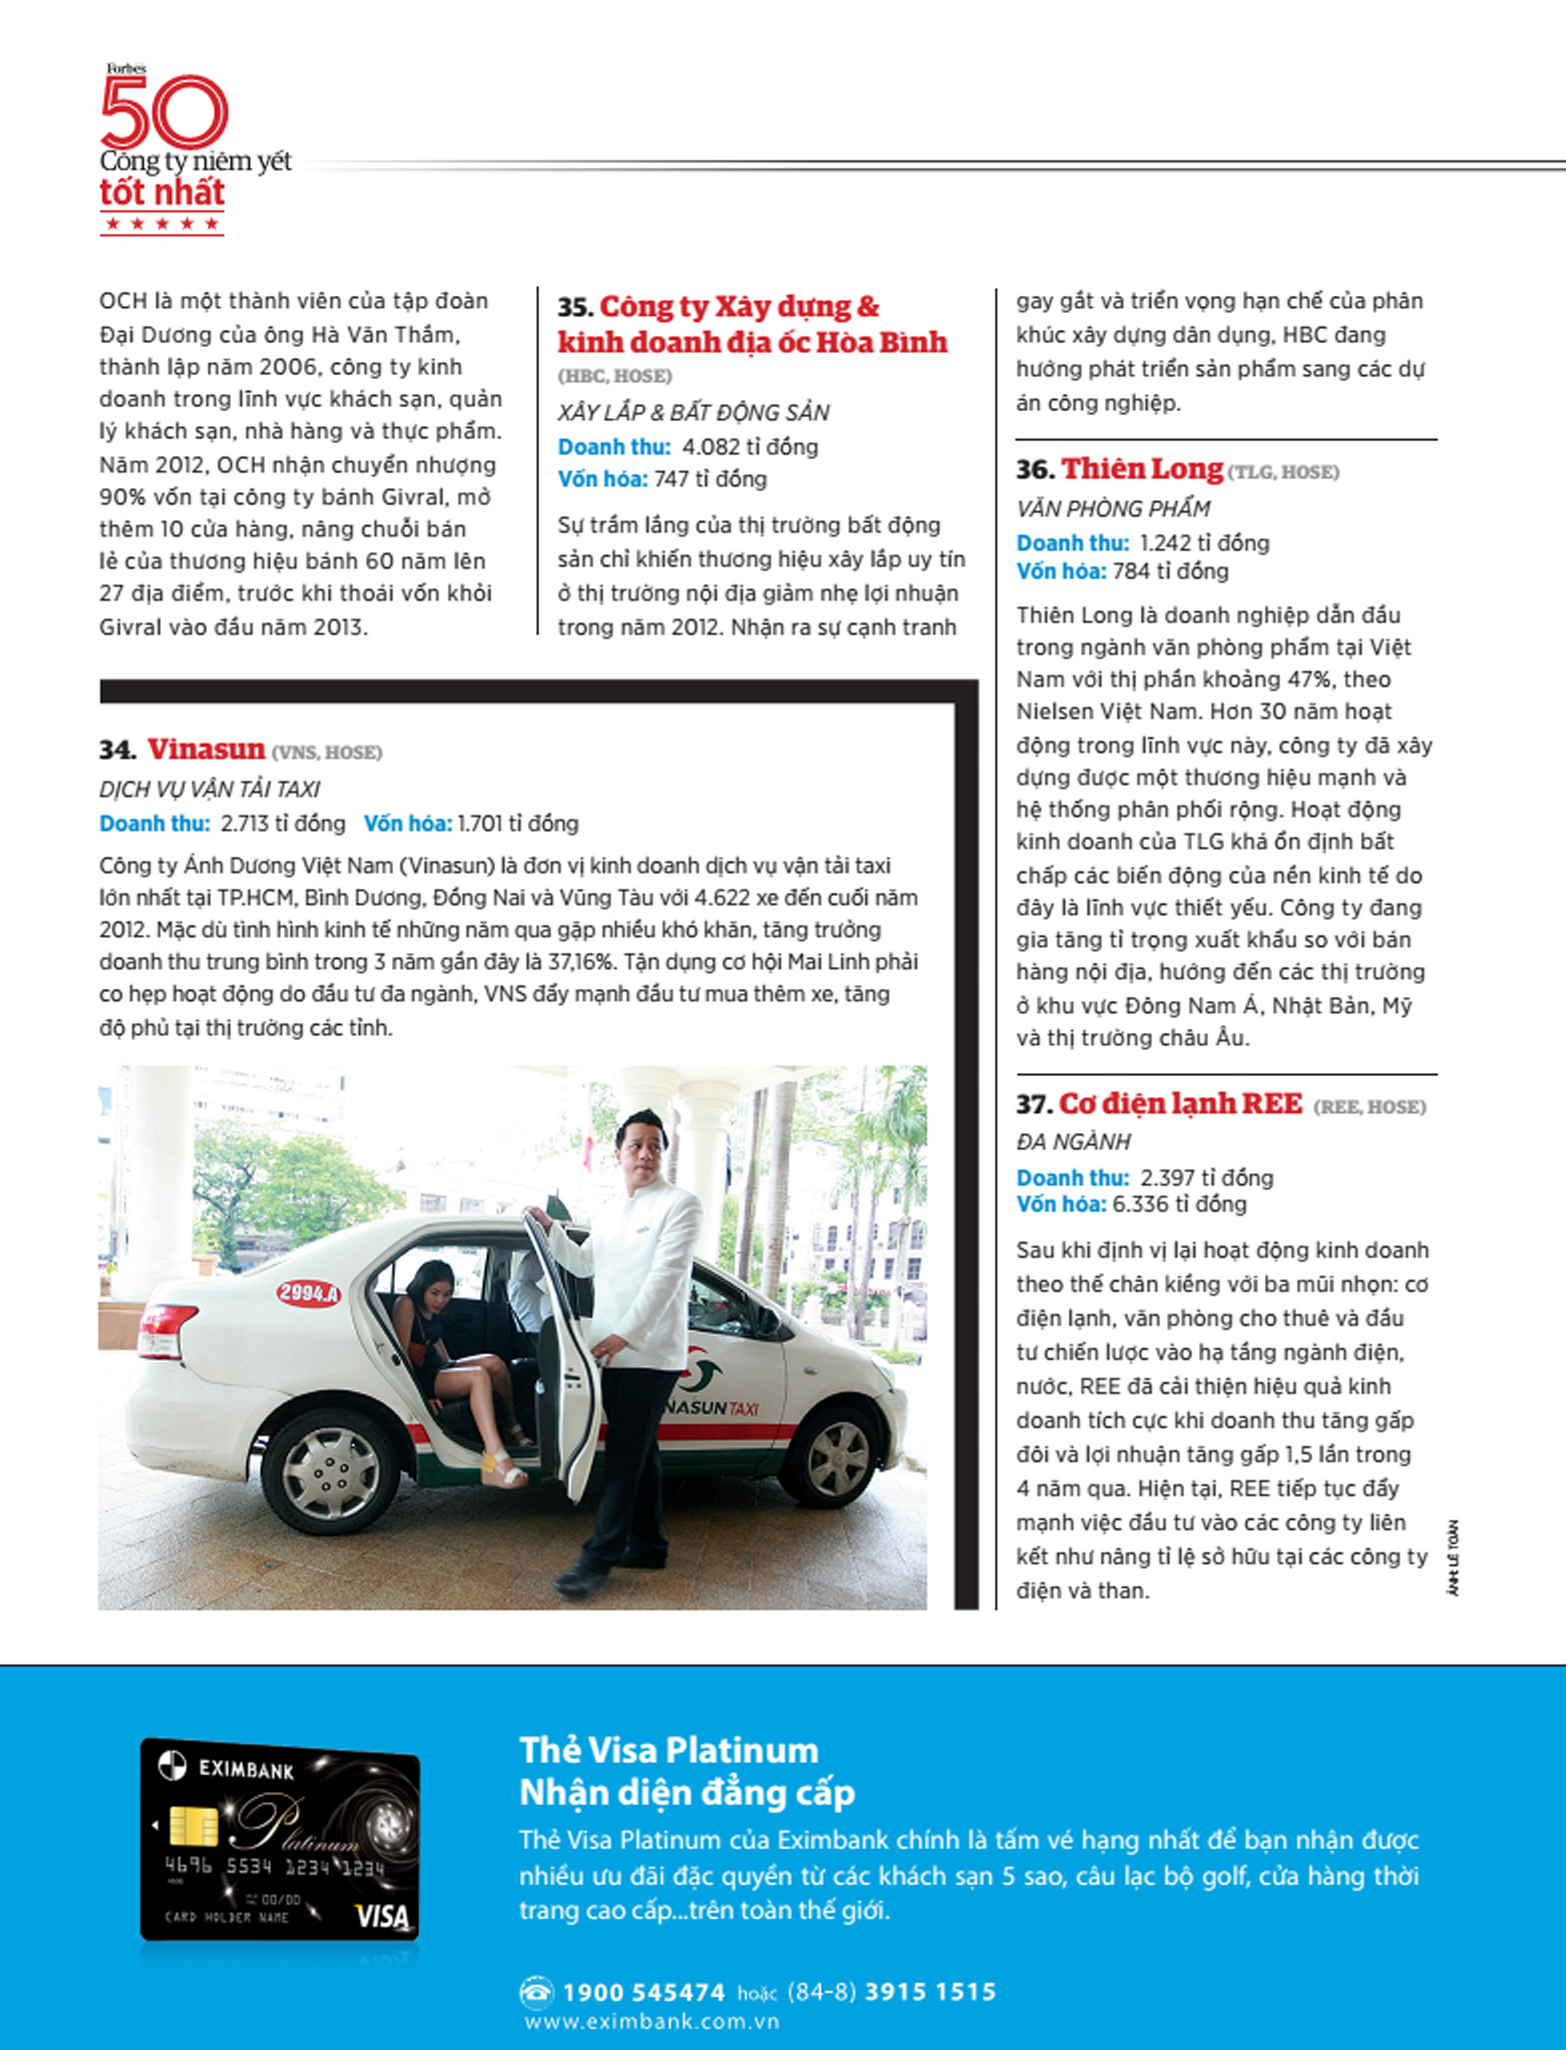 Forbes
50
Công ty niêm yết
tốt nhất
OCH là một thành viên của tập đoàn
Đại Dương của ông Hà Văn Thắm,
thành lập năm 2006, công ty kinh
doanh trong lĩnh vực khách sạn, quản
lý khách sạn, nhà hàng và thực phẩm.
Năm 2012, OCH nhận chuyển nhượng
90% vốn tại công ty bánh Givral, mở
thêm 10 cửa hàng, nâng chuỗi bán
lẻ của thương hiệu bánh 60 năm lên
27 địa điểm, trước khi thoái vốn khỏi
Givral vào đầu năm 2013.
34. Vinasun (VNS, HOSE)
DỊCH VỤ VẬN TẢI TAXI
Doanh thu: 2.713 tỉ đồng Vốn hóa: 1.701 tỉ đồng
Công ty Ánh Dương Việt Nam (Vinasun) là đơn vị kinh doanh dịch vụ vận tải taxi
lớn nhất tại TP.HCM, Bình Dương, Đồng Nai và Vũng Tàu với 4.622 xe đến cuối năm
2012. Mặc dù tình hình kinh tế những năm qua gặp nhiều khó khăn, tăng trưởng
doanh thu trung bình trong 3 năm gần đây là 37,16%. Tận dụng cơ hội Mai Linh phải
co hẹp hoạt động do đầu tư đa ngành, VNS đẩy mạnh đầu tư mua thêm xe, tăng
độ phủ tại thị trường các tỉnh.
2994.A
NASUN TAXI
35. Công ty Xây dựng &
kinh doanh địa ốc Hòa Bình
(HBC, HOSE)
XÂY LẮP & BẤT ĐỘNG SẢN
Doanh thu: 4.082 tỉ đồng
Vốn hóa: 747 tỉ đồng
Sự trầm lắng của thị trường bất động
sản chỉ khiến thương hiệu xây lắp uy tín
ở thị trường nội địa giảm nhẹ lợi nhuận
trong năm 2012. Nhận ra sự cạnh tranh
gay gắt và triển vọng hạn chế của phân
khúc xây dựng dân dụng, HBC đang
hướng phát triển sản phẩm sang các dự
án công nghiệp.
36. Thiên Long (TLG, HOSE)
VĂN PHÒNG PHẨM
Doanh thu: 1.242 tỉ đồng
Vốn hóa: 784 tỉ đồng
Thiên Long là doanh nghiệp dẫn đầu
trong ngành văn phòng phẩm tại Việt
Nam với thị phần khoảng 47%, theo
Nielsen Việt Nam. Hơn 30 năm hoạt
động trong lĩnh vực này, công ty đã xây
dựng được một thương hiệu mạnh và
hệ thống phân phối rộng. Hoạt động
kinh doanh của TLG khá ổn định bất
chấp các biến động của nền kinh tế do
đây là lĩnh vực thiết yếu. Công ty đang
gia tăng tỉ trọng xuất khẩu so với bán
hàng nội địa, hướng đến các thị trường
ở khu vực Đông Nam Á, Nhật Bản, Mỹ
và thị trường châu Âu.
37. Cơ điện lạnh REE (REE, HOSE)
ĐA NGÀNH
Doanh thu: 2.397 tỉ đồng
Vốn hóa: 6.336 tỉ đồng
Sau khi định vị lại hoạt động kinh doanh
theo thế chân kiềng với ba mũi nhọn: cơ
điện lạnh, văn phòng cho thuê và đầu
tư chiến lược vào hạ tầng ngành điện,
nước, REE đã cải thiện hiệu quả kinh
doanh tích cực khi doanh thu tăng gấp
đôi và lợi nhuận tăng gấp 1,5 lần trong
4 năm qua. Hiện tại, REE tiếp tục đẩy
mạnh việc đầu tư vào các công ty liên
kết như nâng tỉ lệ sở hữu tại các công ty
điện và than.
ẢNH: LÊ TOÀN
EXIMBANK
Platinum
4696 5534 1234 1234
4696
00/00
CARD HOLDER NAME
VISA
Thẻ Visa Platinum
Nhận diện đẳng cấp
Thẻ Visa Platinum của Eximbank chính là tấm vé hạng nhất để bạn nhận được
nhiều ưu đãi đặc quyền từ các khách sạn 5 sao, câu lạc bộ golf, cửa hàng thời
trang cao cấp...trên toàn thế giới.
1900 545474 hoặc (84-8) 3915 1515
www.eximbank.com.vn